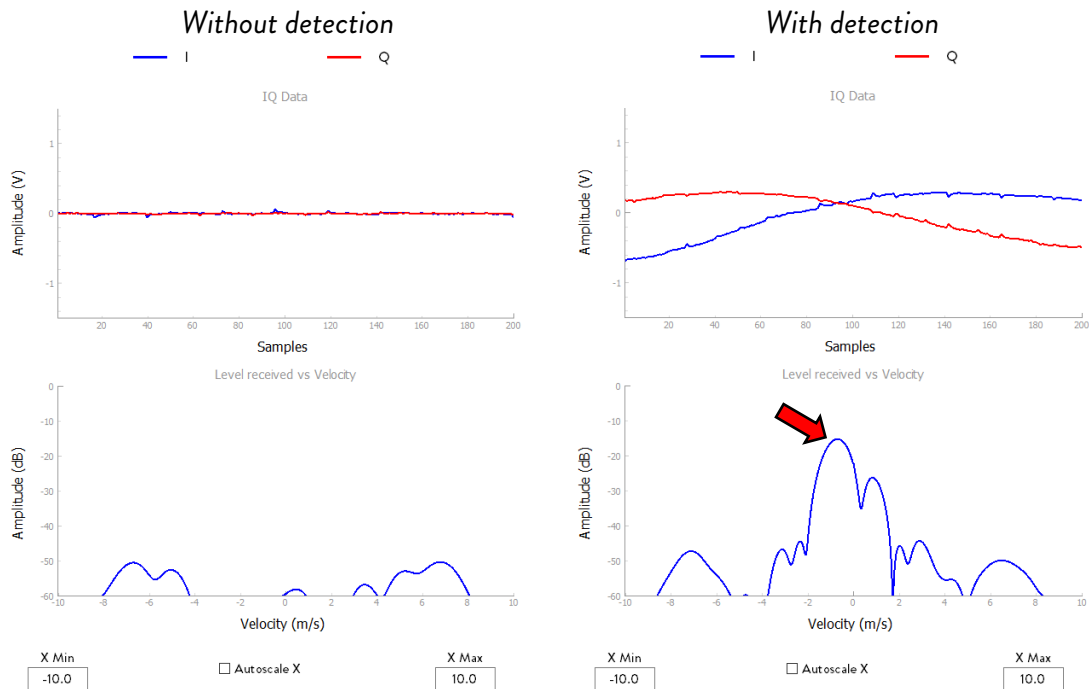 Without detection
I Q
IQ Data
1
0
-1
Amplitude (V)
20 40 60 80 100 120 140 160 180 200
Samples
Level received vs Velocity
0
-10
-20
-30
-40
-50
-60
Amplitude (dB)
-10 -8 -6 -4 -2 0 2 4 6 8 10
Velocity (m/s)
X Min
-10.0
Autoscale X
X Max
10.0
With detection
I Q
IQ Data
1
0
-1
Amplitude (V)
20 40 60 80 100 120 140 160 180 200
Samples
Level received vs Velocity
0
-10
-20
-30
-40
-50
-60
Amplitude (dB)
-10 -8 -6 -4 -2 0 2 4 6 8 10
Velocity (m/s)
X Min
-10.0
Autoscale X
X Max
10.0